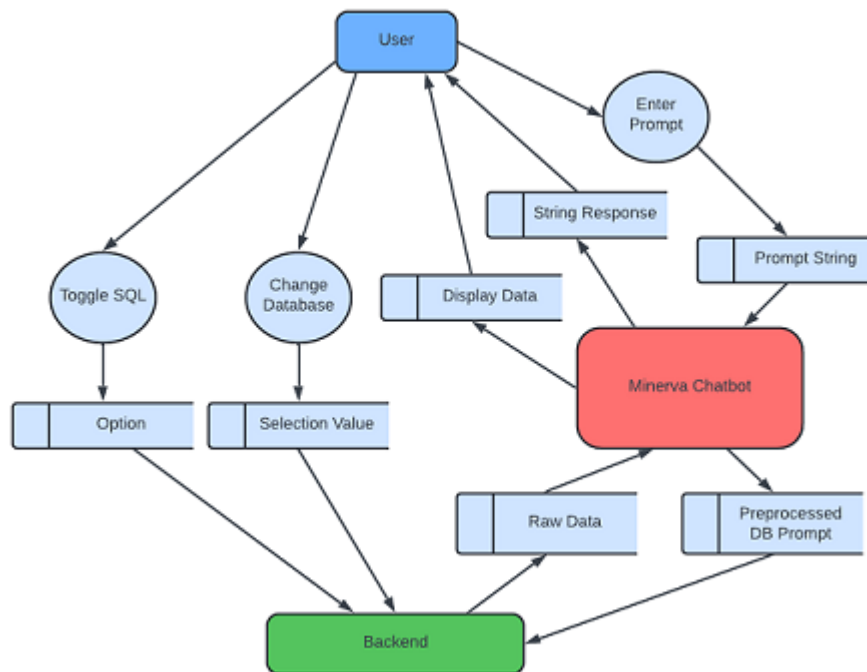 User
Enter
Prompt
String Response
Prompt String
Toggle SQL
Change
Database
Display Data
Minerva Chatbot
Option
Selection Value
Raw Data
Preprocessed
DB Prompt
Backend